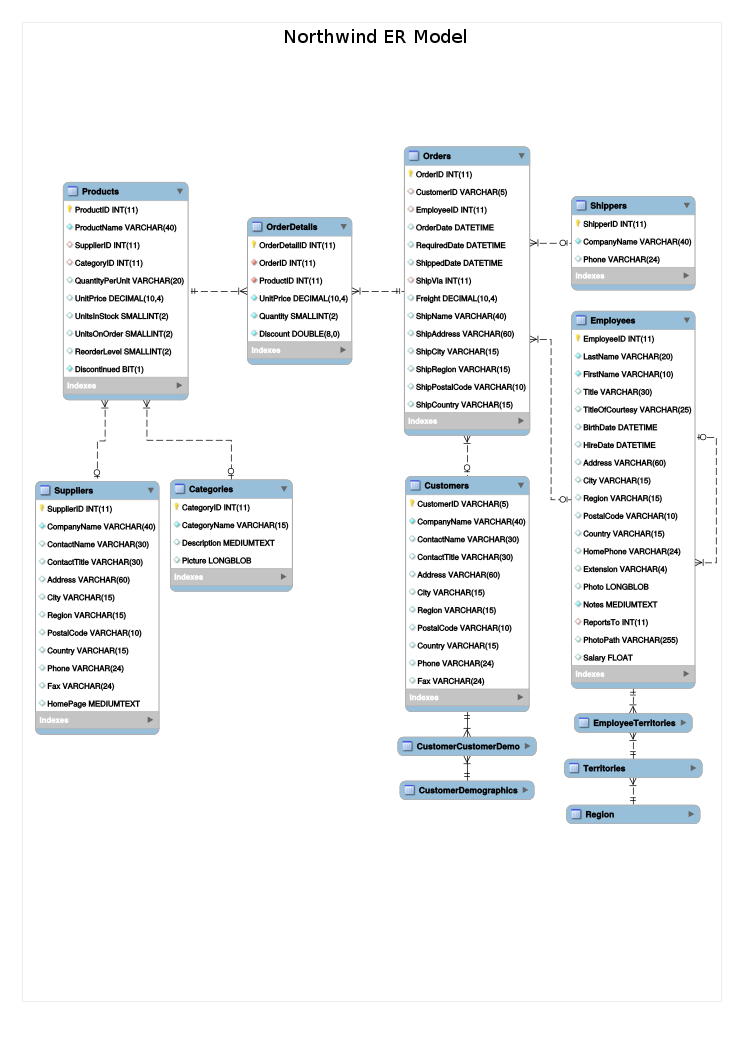 Northwind ER Model
Products
ProductID INT(11)
ProductName VARCHAR(40)
SupplierID INT(11)
CategoryID INT(11)
QuantityPerUnit VARCHAR(20)
UnitPrice DECIMAL(10,4)
UnitsInStock SMALLINT(2)
UnitsOnOrder SMALLINT(2)
ReorderLevel SMALLINT(2)
Discontinued BIT(1)
Indexes
OrderDetails
OrderDetailID INT(11)
OrderID INT(11)
ProductID INT(11)
UnitPrice DECIMAL(10,4)
Quantity SMALLINT(2)
Discount DOUBLE(8,0)
Indexes
Orders
OrderID INT(11)
CustomerID VARCHAR(5)
EmployeeID INT(11)
OrderDate DATETIME
RequiredDate DATETIME
ShippedDate DATETIME
ShipVia INT(11)
Freight DECIMAL(10,4)
ShipName VARCHAR(40)
ShipAddress VARCHAR(60)
ShipCity VARCHAR(15)
ShipRegion VARCHAR(15)
ShipPostalCode VARCHAR(10)
ShipCountry VARCHAR(15)
Indexes
Shippers
ShipperID INT(11)
CompanyName VARCHAR(40)
Phone VARCHAR(24)
Indexes
Employees
EmployeeID INT(11)
LastName VARCHAR(20)
FirstName VARCHAR(10)
Title VARCHAR(30)
TitleOfCourtesy VARCHAR(25)
BirthDate DATETIME
HireDate DATETIME
Address VARCHAR(60)
City VARCHAR(15)
Region VARCHAR(15)
PostalCode VARCHAR(10)
Country VARCHAR(15)
HomePhone VARCHAR(24)
Extension VARCHAR(4)
Photo LONGBLOB
Notes MEDIUMTEXT
ReportsTo INT(11)
PhotoPath VARCHAR(255)
Salary FLOAT
Indexes
Suppliers
SupplierID INT(11)
CompanyName VARCHAR(40)
ContactName VARCHAR(30)
ContactTitle VARCHAR(30)
Address VARCHAR(60)
City VARCHAR(15)
Region VARCHAR(15)
PostalCode VARCHAR(10)
Country VARCHAR(15)
Phone VARCHAR(24)
Fax VARCHAR(24)
HomePage MEDIUMTEXT
Indexes
Categories
CategoryID INT(11)
CategoryName VARCHAR(15)
Description MEDIUMTEXT
Picture LONGBLOB
Indexes
Customers
CustomerID VARCHAR(5)
CompanyName VARCHAR(40)
ContactName VARCHAR(30)
ContactTitle VARCHAR(30)
Address VARCHAR(60)
City VARCHAR(15)
Region VARCHAR(15)
PostalCode VARCHAR(10)
Country VARCHAR(15)
Phone VARCHAR(24)
Fax VARCHAR(24)
Indexes
CustomerCustomerDemo
CustomerDemographics
EmployeeTerritories
Territories
Region